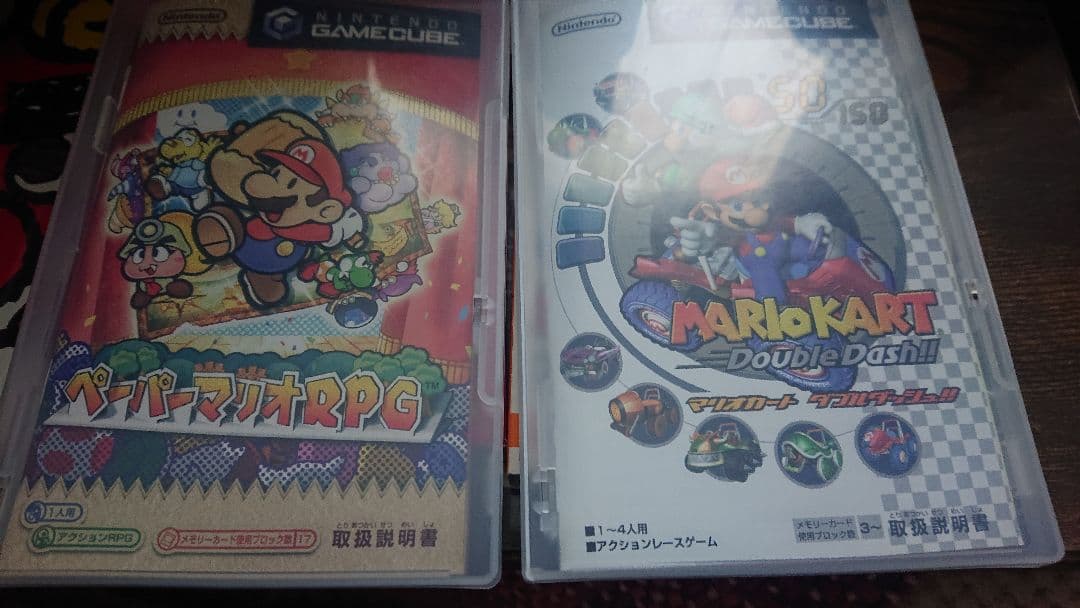 Nintendo
NINTENDO
GAMECUBE
M
ペーパーマリオRPG™
1人用
アクションRPG
メモリーカード使用ブロック数 17
とり あつかい せつ めい しょ
取扱説明書
Nintendo
GAMECUBE
50
150
M
MARIOKART
Double Dash!!
マリオカート ダブルダッシュ!!
■1～4人用
■アクションレースゲーム
メモリーカード
使用ブロック数 3～
とり あつかい せつ めい しょ
取扱説明書